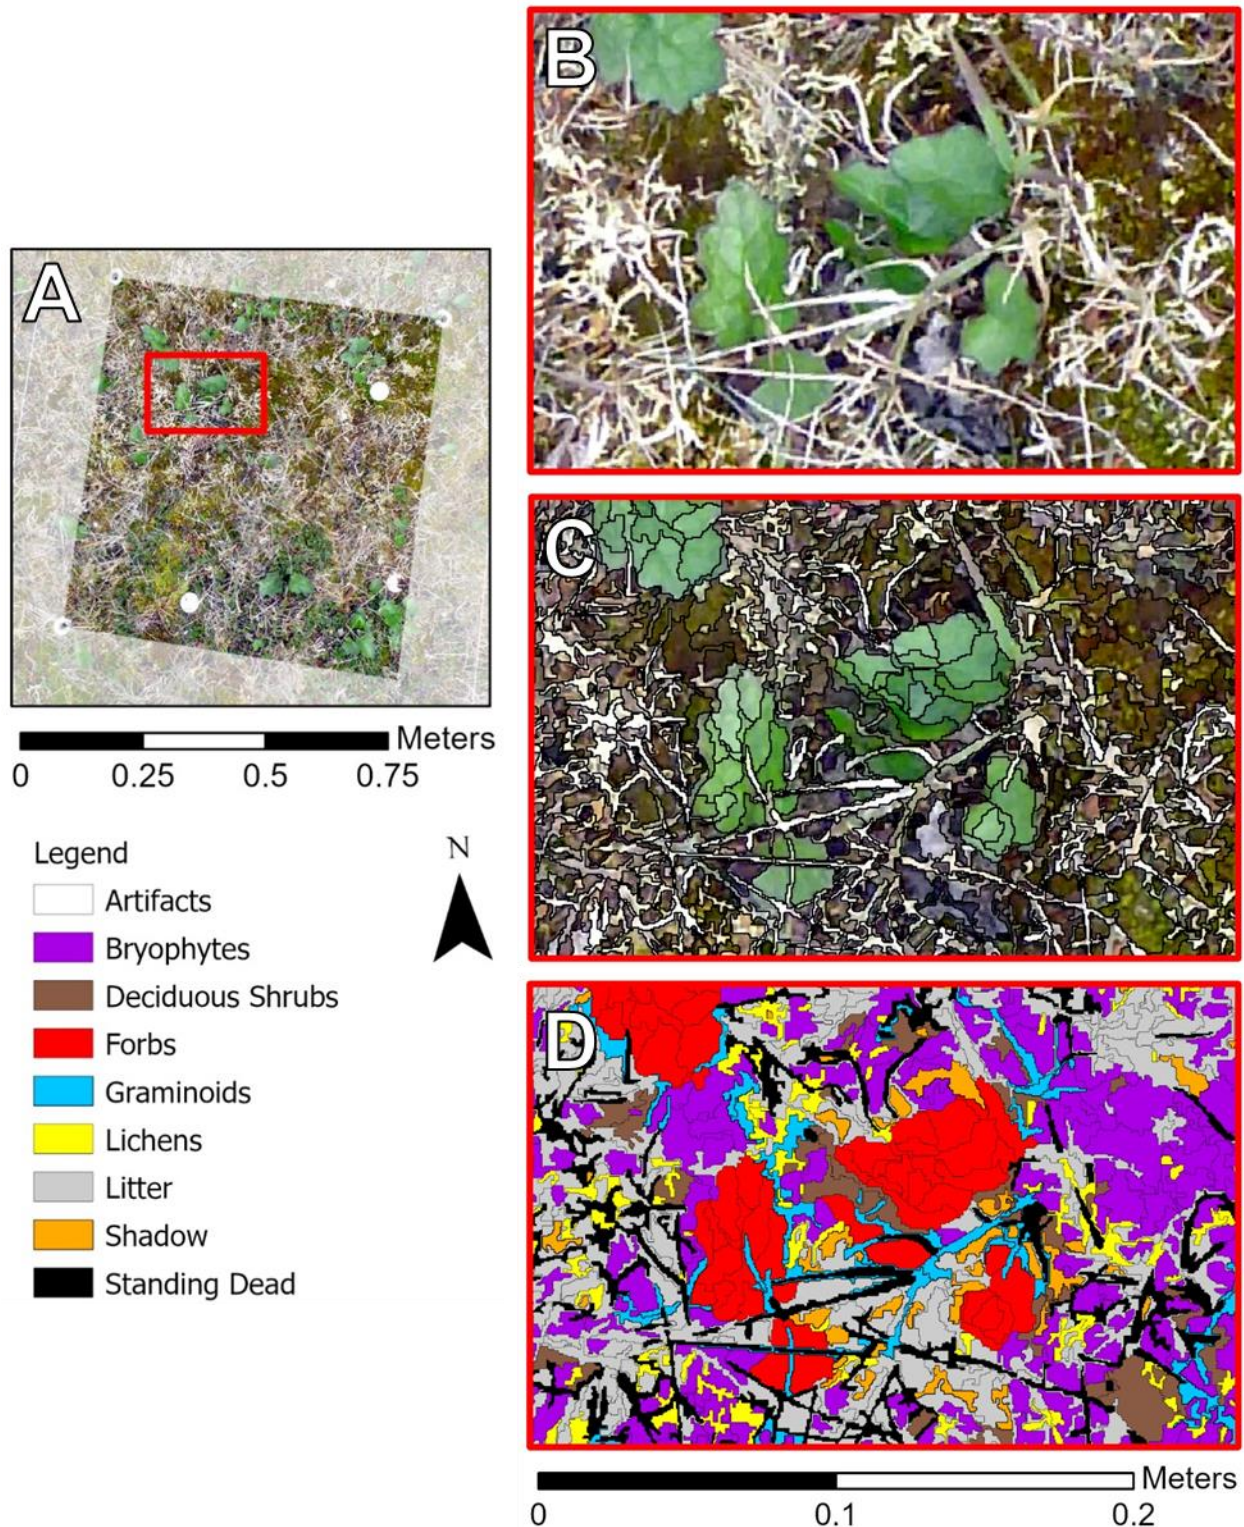 A
B
C
D
Meters
0 0.25 0.5 0.75
Legend
N
Artifacts
Bryophytes
Deciduous Shrubs
Forbs
Graminoids
Lichens
Litter
Shadow
Standing Dead
Meters
0 0.1 0.2